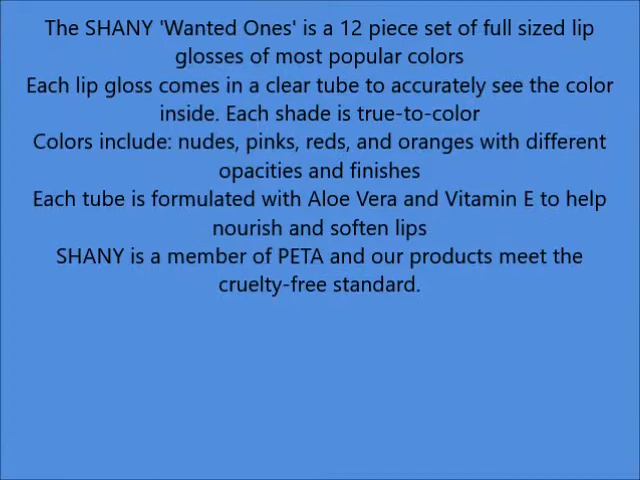 The SHANY 'Wanted Ones' is a 12 piece set of full sized lip
glosses of most popular colors
Each lip gloss comes in a clear tube to accurately see the color
inside. Each shade is true-to-color
Colors include: nudes, pinks, reds, and oranges with different
opacities and finishes
Each tube is formulated with Aloe Vera and Vitamin E to help
nourish and soften lips
SHANY is a member of PETA and our products meet the
cruelty-free standard.